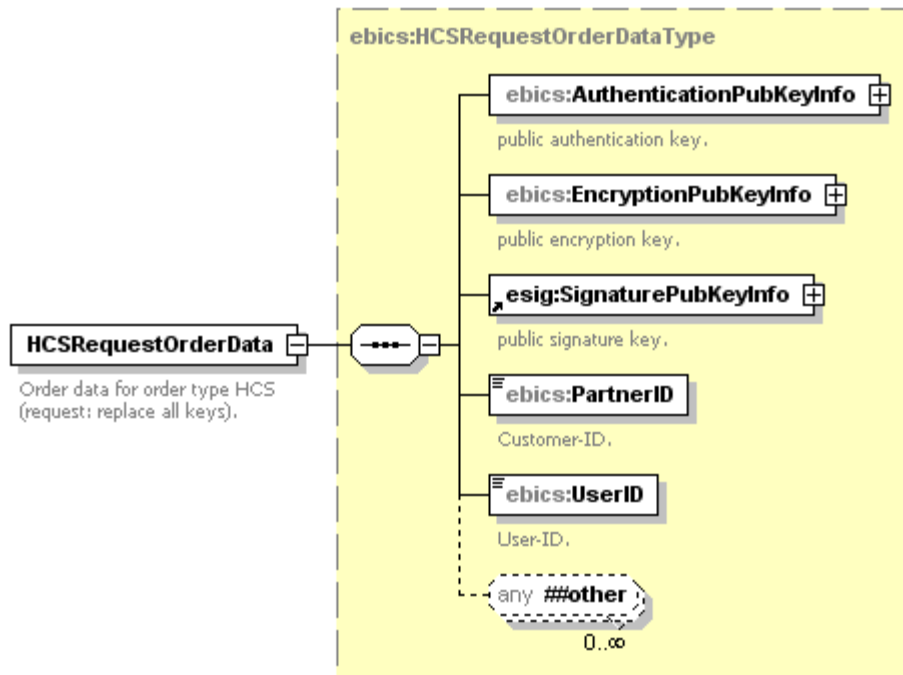 ebics:HCSRequestOrderDataType
ebics:AuthenticationPubKeyInfo
public authentication key.
ebics:EncryptionPubKeyInfo
public encryption key.
esig:SignaturePubKeyInfo
public signature key.
HCSRequestOrderData
Order data for order type HCS
(request: replace all keys).
ebics:PartnerID
Customer-ID.
ebics:UserID
User-ID.
any ##other
0..∞